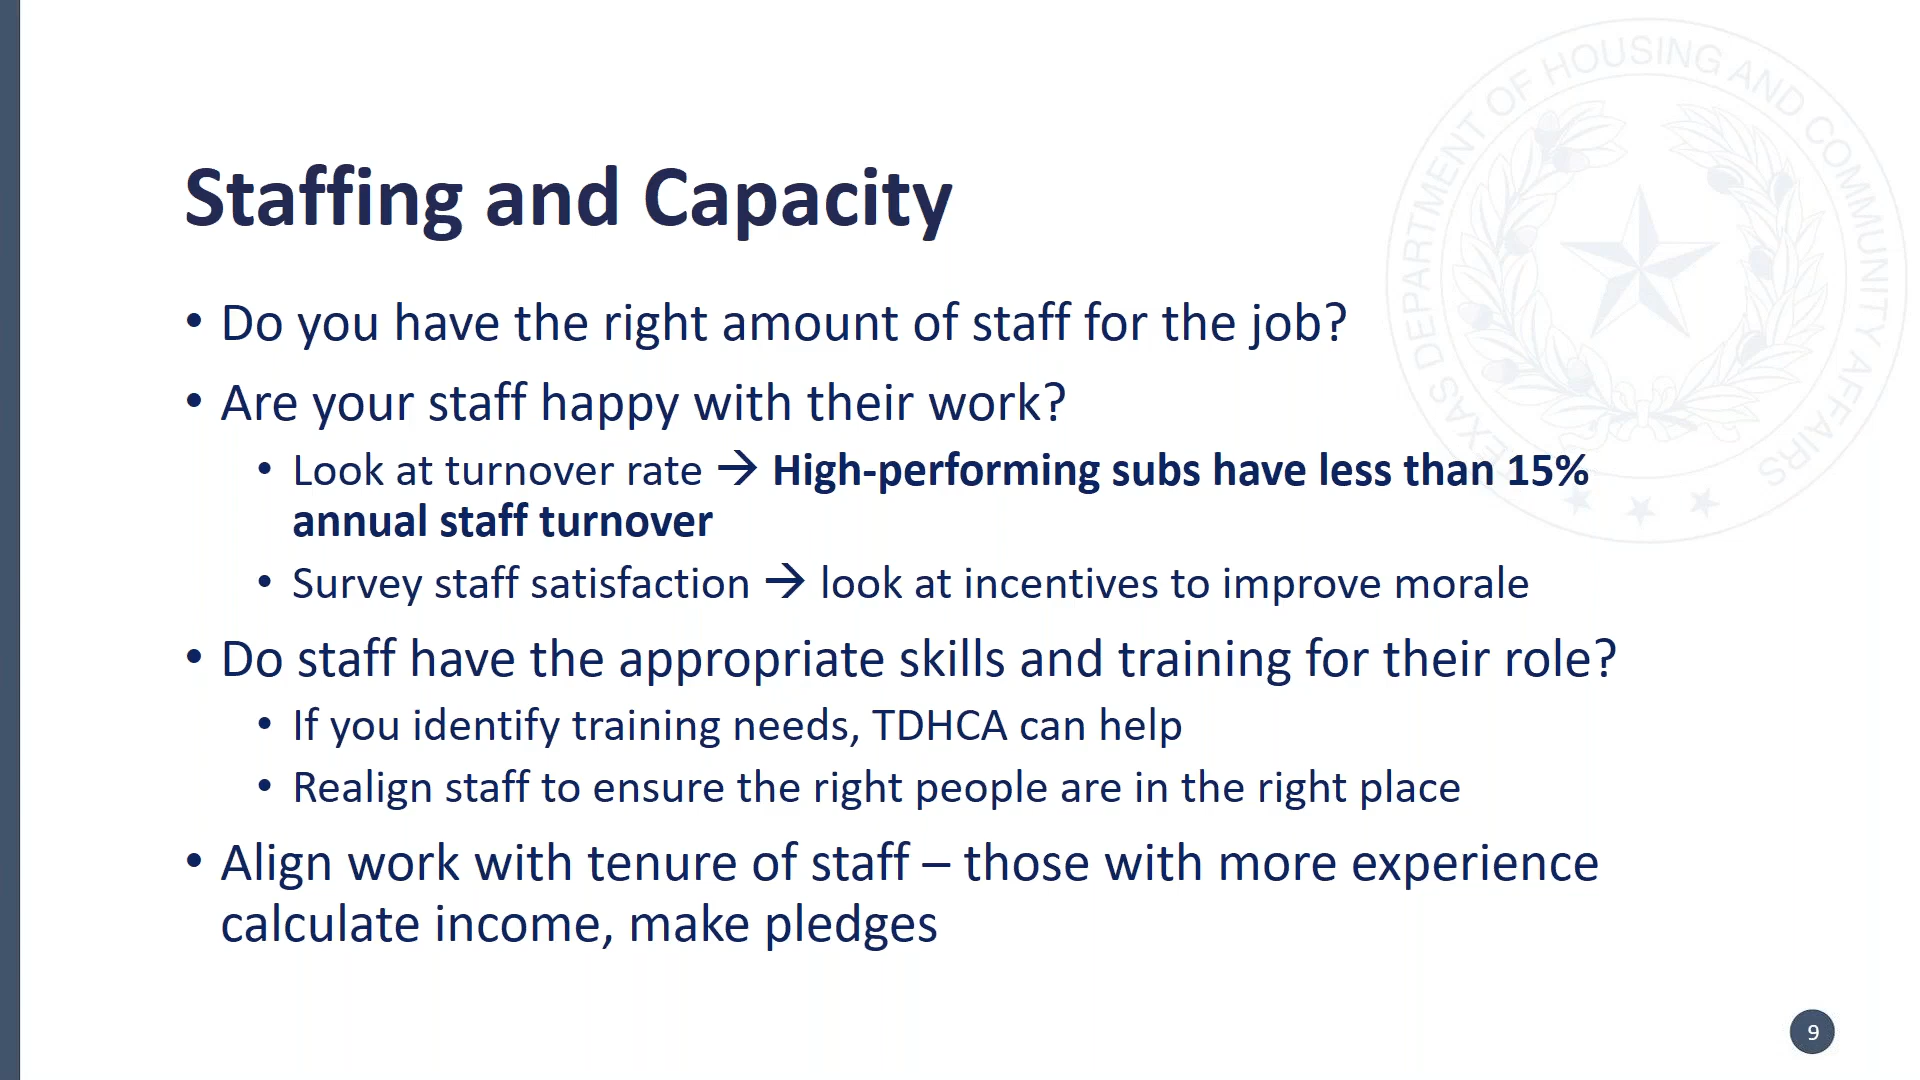 TEXAS DEPARTMENT OF HOUSING AND COMMUNITY AFFAIRS
Staffing and Capacity
• Do you have the right amount of staff for the job?
• Are your staff happy with their work?
• Look at turnover rate → High-performing subs have less than 15%
annual staff turnover
• Survey staff satisfaction → look at incentives to improve morale
• Do staff have the appropriate skills and training for their role?
• If you identify training needs, TDHCA can help
• Realign staff to ensure the right people are in the right place
• Align work with tenure of staff – those with more experience
calculate income, make pledges
9